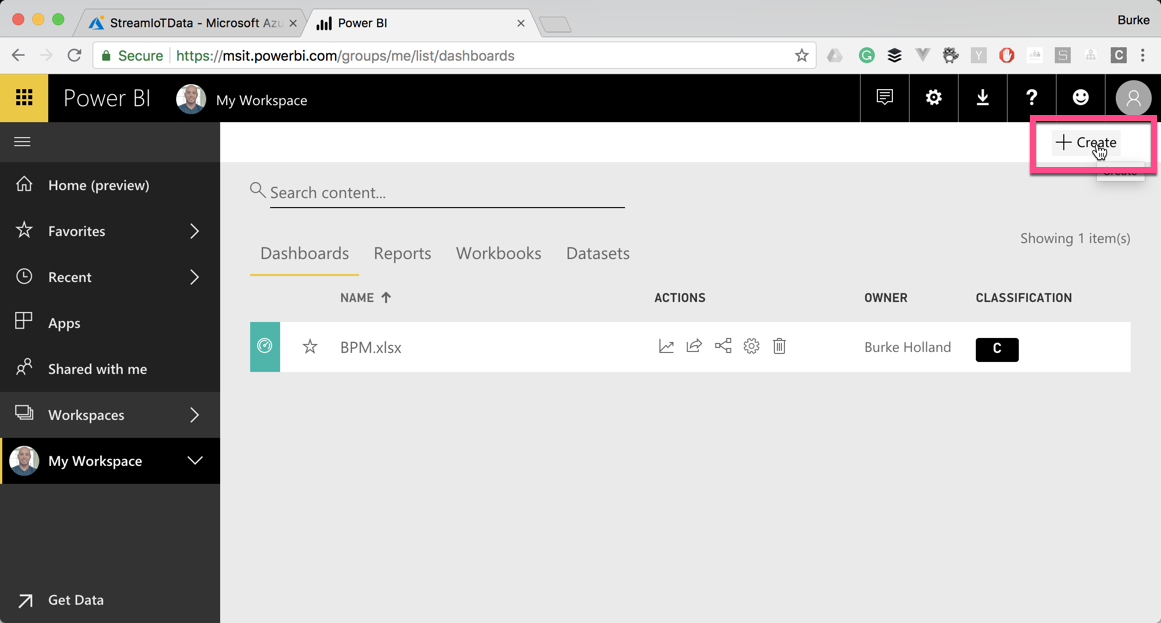 StreamIoTData - Microsoft Azu
Power BI
Burke
Secure
https://msit.powerbi.com/groups/me/list/dashboards
Power BI
My Workspace
?
+ Create
Create
Home (preview)
Search content...
Favorites
Showing 1 item(s)
Dashboards Reports Workbooks Datasets
Recent
NAME ACTIONS OWNER CLASSIFICATION
Apps
BPM.xlsx Burke Holland C
Shared with me
Workspaces
My Workspace
Get Data